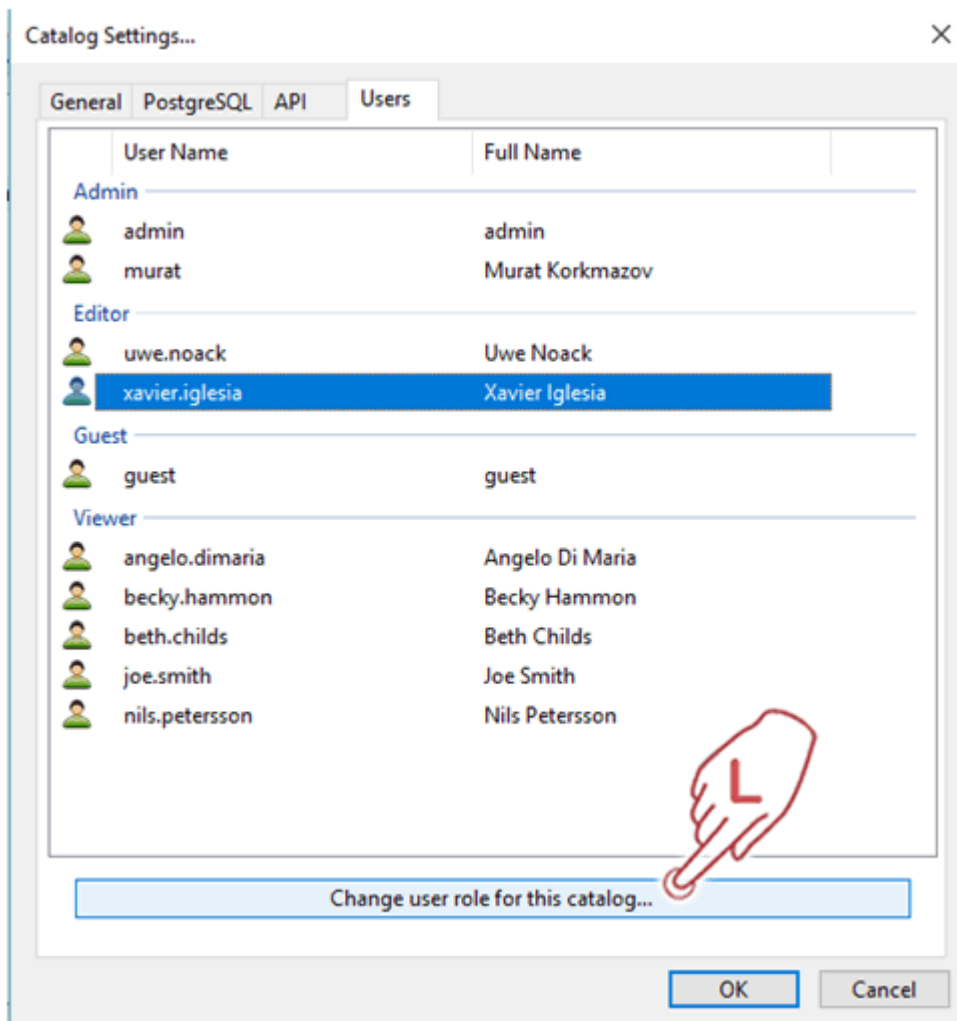 Catalog Settings...
General PostgreSQL API Users
User Name Full Name
Admin
admin admin
murat Murat Korkmazov
Editor
uwe.noack Uwe Noack
xavier.iglesia Xavier Iglesia
Guest
guest guest
Viewer
angelo.dimaria Angelo Di Maria
becky.hammon Becky Hammon
beth.childs Beth Childs
joe.smith Joe Smith
nils.petersson Nils Petersson
L
Change user role for this catalog...
OK Cancel